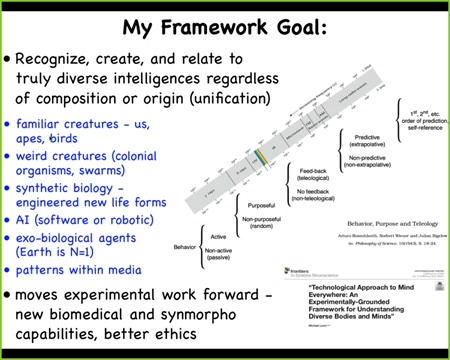 My Framework Goal:
• Recognize, create, and relate to
truly diverse intelligences regardless
of composition or origin (unification)
• familiar creatures – us,
apes, birds
• weird creatures (colonial
organisms, swarms)
• synthetic biology –
engineered new life forms
• AI (software or robotic)
• exo-biological agents
(Earth is N=1)
• patterns within media
• moves experimental work forward –
new biomedical and synmorpho
capabilities, better ethics
1st, 2nd, etc.
order of prediction,
self-reference
Predictive
(extrapolative)
Non-predictive
(non-extrapolative)
Feed-back
(teleological)
No feedback
(non-teleological)
Purposeful
Non-purposeful
(random)
Active
Behavior
Non-active
(passive)
Behavior, Purpose and Teleology
Arturo Rosenblueth, Norbert Wiener and Julian Bigelow
in: Philosophy of Science, 10(1943), S. 18–24.
frontiers
in Systems Neuroscience
"Technological Approach to Mind
Everywhere: An
Experimentally-Grounded
Framework for Understanding
Diverse Bodies and Minds"
Michael Levin